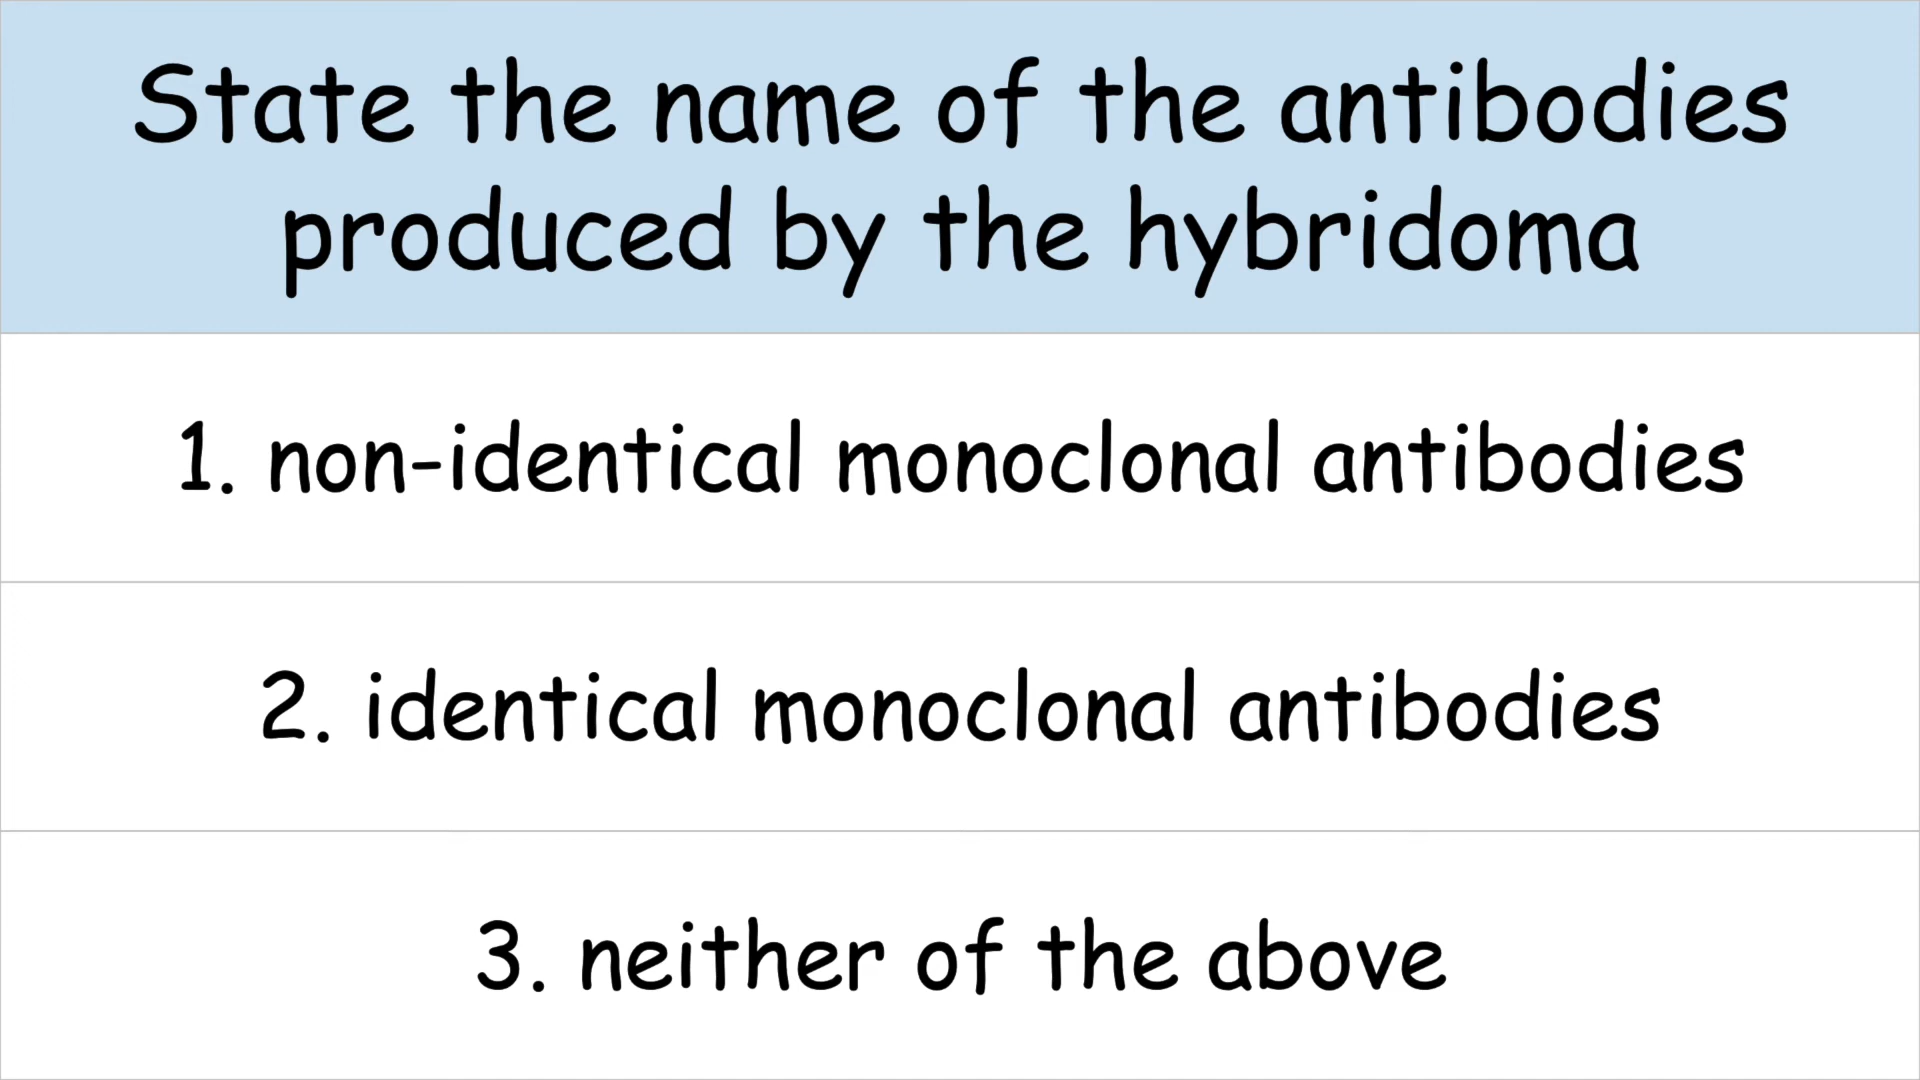 State the name of the antibodies
produced by the hybridoma
1. non-identical monoclonal antibodies
2. identical monoclonal antibodies
3. neither of the above